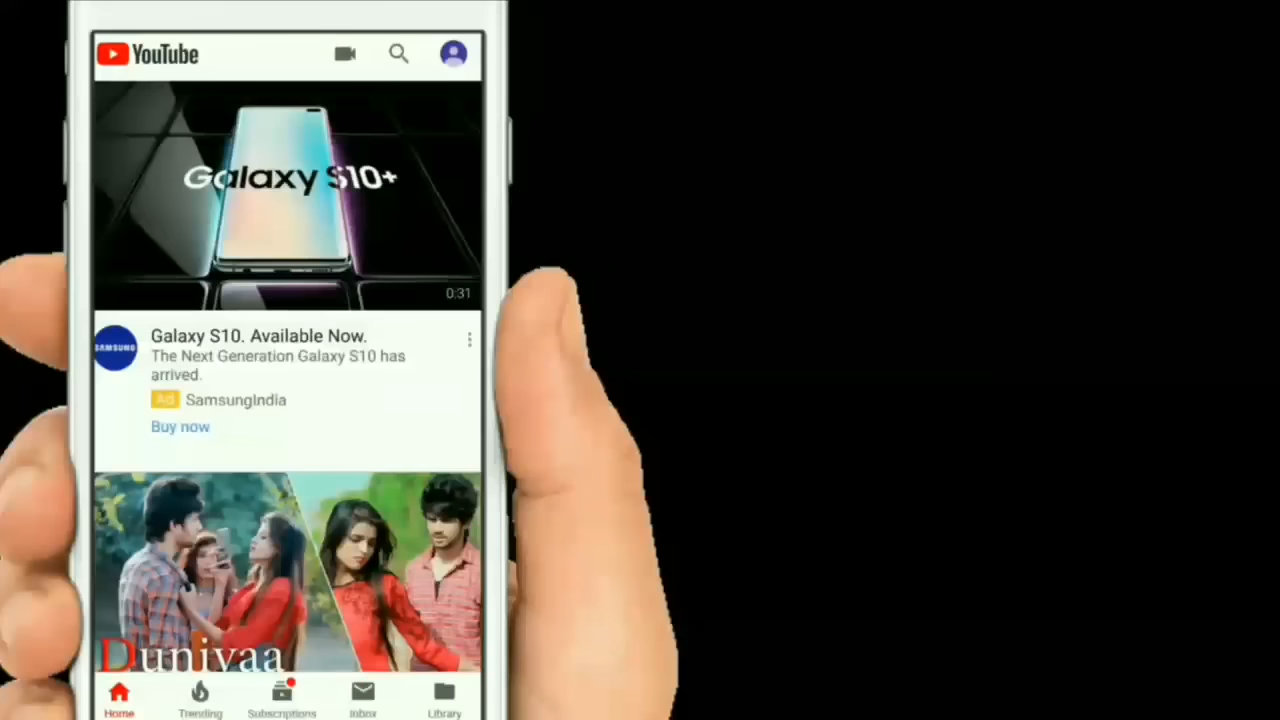 YouTube
Galaxy S10+
0:31
SAMSUNG
Galaxy S10. Available Now.
The Next Generation Galaxy S10 has
arrived.
Ad SamsungIndia
Buy now
Duniyaa
Home Trending Subscriptions Inbox Library